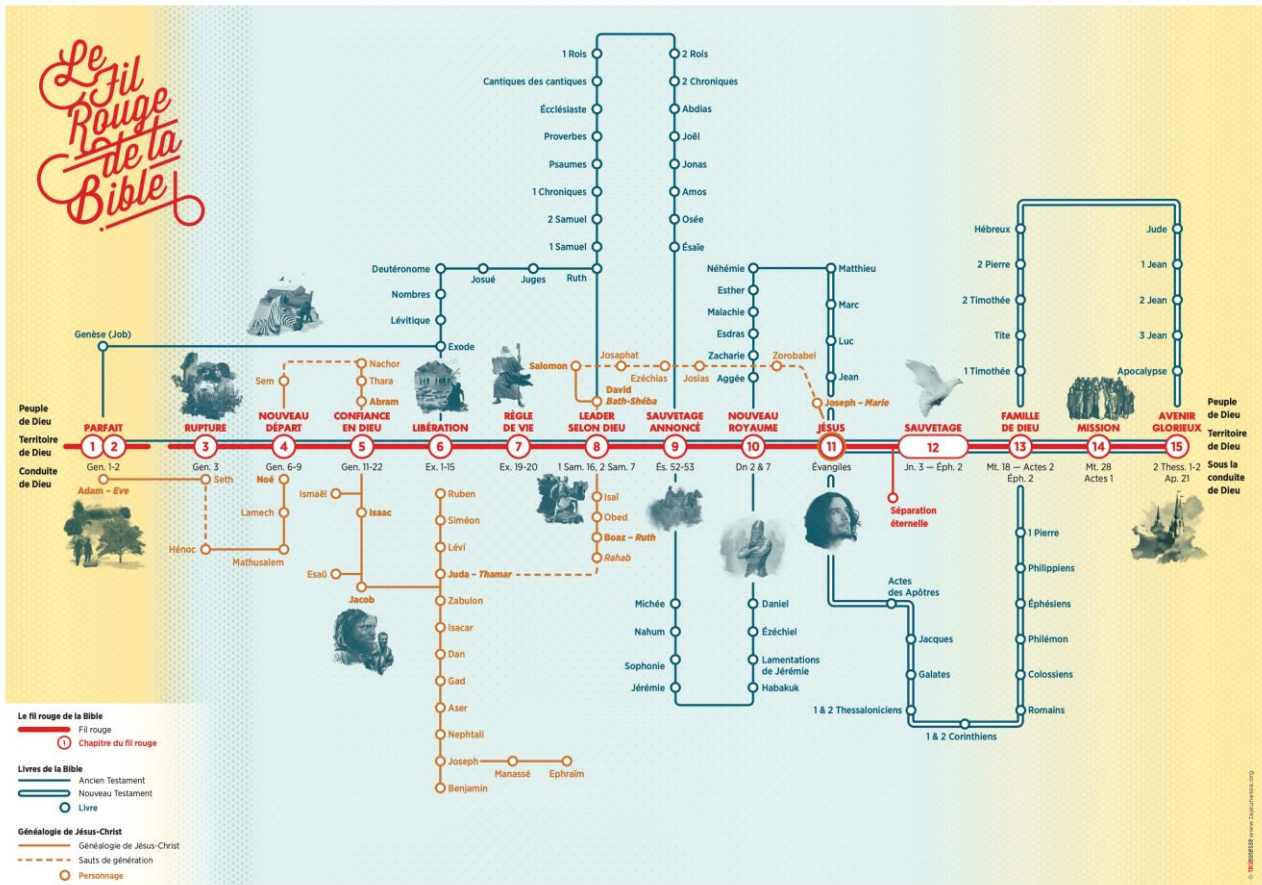 Le
Fil
Rouge
de la
Bible
1 Rois
Cantiques des cantiques
Écclésiaste
Proverbes
Psaumes
1 Chroniques
2 Samuel
1 Samuel
2 Rois
2 Chroniques
Abdias
Joël
Jonas
Amos
Osée
Ésaïe
Deutéronome
Josué
Juges
Ruth
Nombres
Lévitique
Exode
Genèse (Job)
Néhémie
Esther
Malachie
Esdras
Zacharie
Aggée
Matthieu
Marc
Luc
Jean
Hébreux
2 Pierre
2 Timothée
Tite
1 Timothée
Jude
1 Jean
2 Jean
3 Jean
Apocalypse
Sem
Nachor
Thara
Abram
Salomon
Josaphat
Ezéchias
Josias
Zorobabel
David
Bath-Shéba
Joseph – Marie
Peuple
de Dieu
Territoire
de Dieu
Conduite
de Dieu
PARFAIT
1 2
Gen. 1-2
RUPTURE
3
Gen. 3
NOUVEAU
DÉPART
4
Gen. 6-9
CONFIANCE
EN DIEU
5
Gen. 11-22
LIBÉRATION
6
Ex. 1-15
RÈGLE
DE VIE
7
Ex. 19-20
LEADER
SELON DIEU
8
1 Sam. 16, 2 Sam. 7
SAUVETAGE
ANNONCÉ
9
És. 52-53
NOUVEAU
ROYAUME
10
Dn 2 & 7
JÉSUS
11
Évangiles
SAUVETAGE
12
Jn. 3 — Éph. 2
FAMILLE
DE DIEU
13
Mt. 18 — Actes 2
Éph. 2
MISSION
14
Mt. 28
Actes 1
AVENIR
GLORIEUX
15
2 Thess. 1-2
Ap. 21
Peuple
de Dieu
Territoire
de Dieu
Sous la
conduite
de Dieu
Séparation
éternelle
Adam – Eve
Seth
Hénoc
Mathusalem
Lamech
Noé
Ismaël
Isaac
Esaü
Jacob
Ruben
Siméon
Lévi
Juda – Thamar
Zabulon
Isacar
Dan
Gad
Aser
Nephtali
Joseph
Manassé
Ephraïm
Benjamin
Isaï
Obed
Boaz – Ruth
Rahab
Michée
Nahum
Sophonie
Jérémie
Daniel
Ézéchiel
Lamentations
de Jérémie
Habakuk
Actes
des Apôtres
Jacques
Galates
1 & 2 Thessaloniciens
1 & 2 Corinthiens
1 Pierre
Philippiens
Éphésiens
Philémon
Colossiens
Romains
Le fil rouge de la Bible
Fil rouge
1 Chapitre du fil rouge
Livres de la Bible
Ancien Testament
Nouveau Testament
Livre
Généalogie de Jésus-Christ
Généalogie de Jésus-Christ
Sauts de génération
Personnage